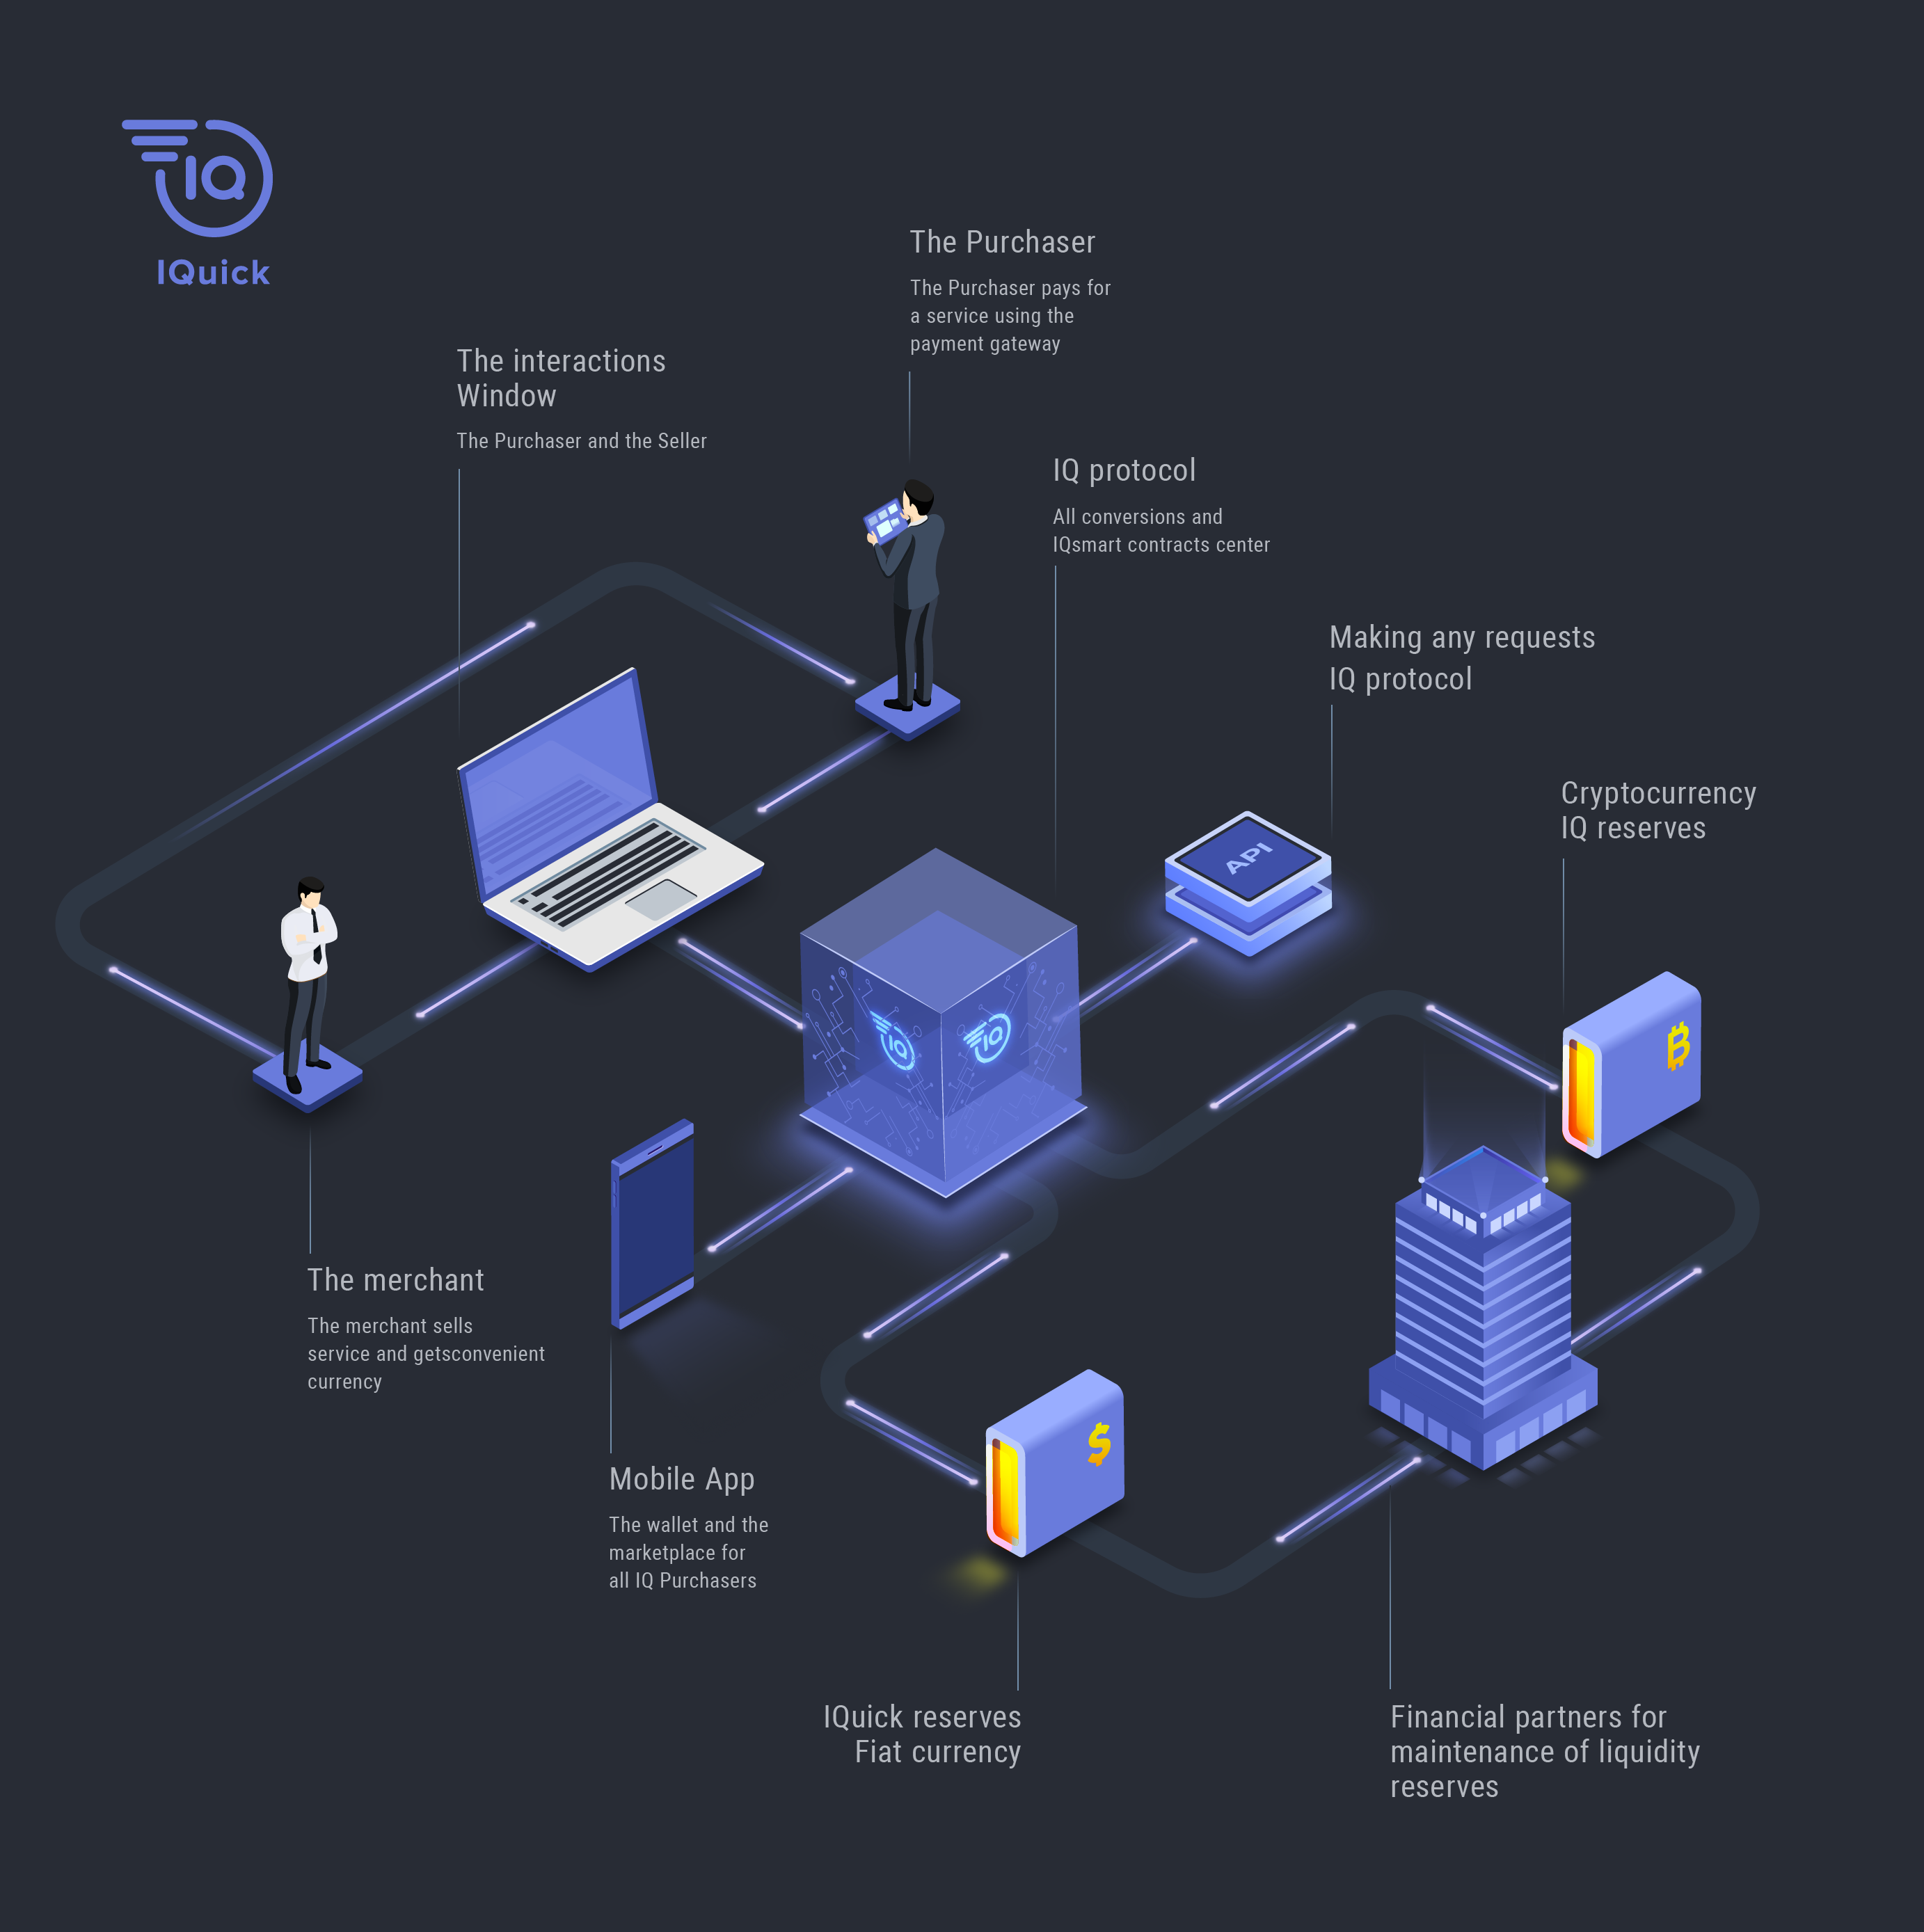 IQ
IQuick
The Purchaser
The Purchaser pays for
a service using the
payment gateway
The interactions
Window
The Purchaser and the Seller
IQ protocol
All conversions and
IQsmart contracts center
Making any requests
IQ protocol
API
Cryptocurrency
IQ reserves
IQ
IQ
The merchant
The merchant sells
service and getsconvenient
currency
Mobile App
The wallet and the
marketplace for
all IQ Purchasers
$
IQuick reserves
Fiat currency
Financial partners for
maintenance of liquidity
reserves